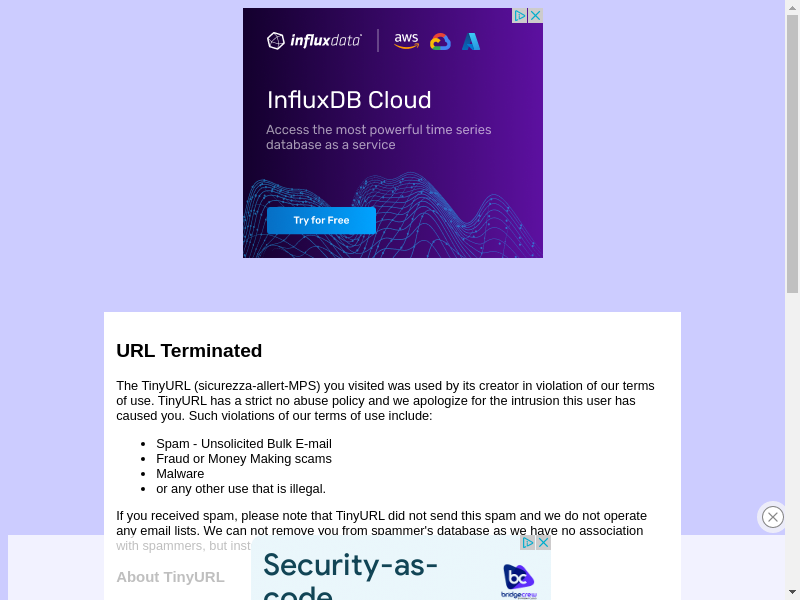 influxdata
aws
InfluxDB Cloud
Access the most powerful time series
database as a service
Try for Free
URL Terminated
The TinyURL (sicurezza-allert-MPS) you visited was used by its creator in violation of our terms
of use. TinyURL has a strict no abuse policy and we apologize for the intrusion this user has
caused you. Such violations of our terms of use include:
• Spam - Unsolicited Bulk E-mail
• Fraud or Money Making scams
• Malware
• or any other use that is illegal.
If you received spam, please note that TinyURL did not send this spam and we do not operate
any email lists. We can not remove you from spammer's database as we have no association
with spammers, but inst
About TinyURL
Security-as-
code
bc
bridgecrew